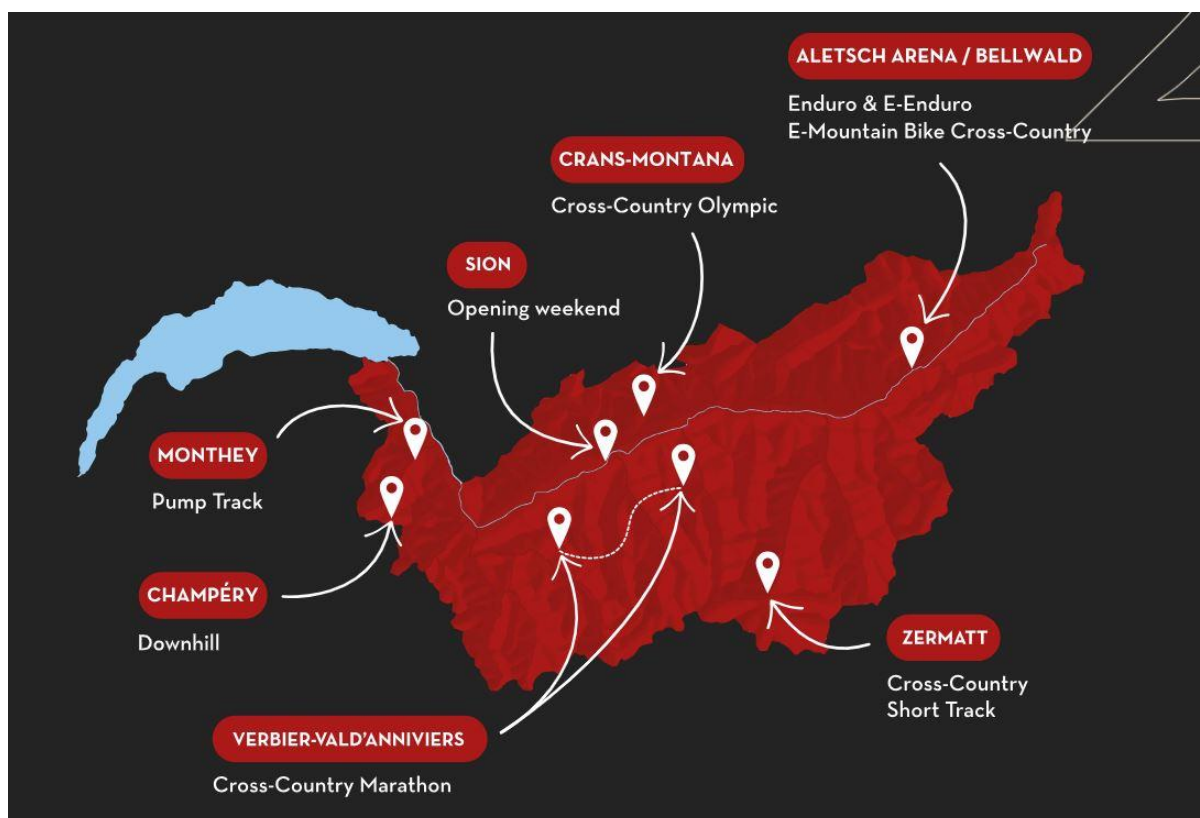 ALETSCH ARENA / BELLWALD
Enduro & E-Enduro
E-Mountain Bike Cross-Country
CRANS-MONTANA
Cross-Country Olympic
SION
Opening weekend
MONTHEY
Pump Track
CHAMPÉRY
Downhill
ZERMATT
Cross-Country
Short Track
VERBIER-VALD'ANNIVIERS
Cross-Country Marathon